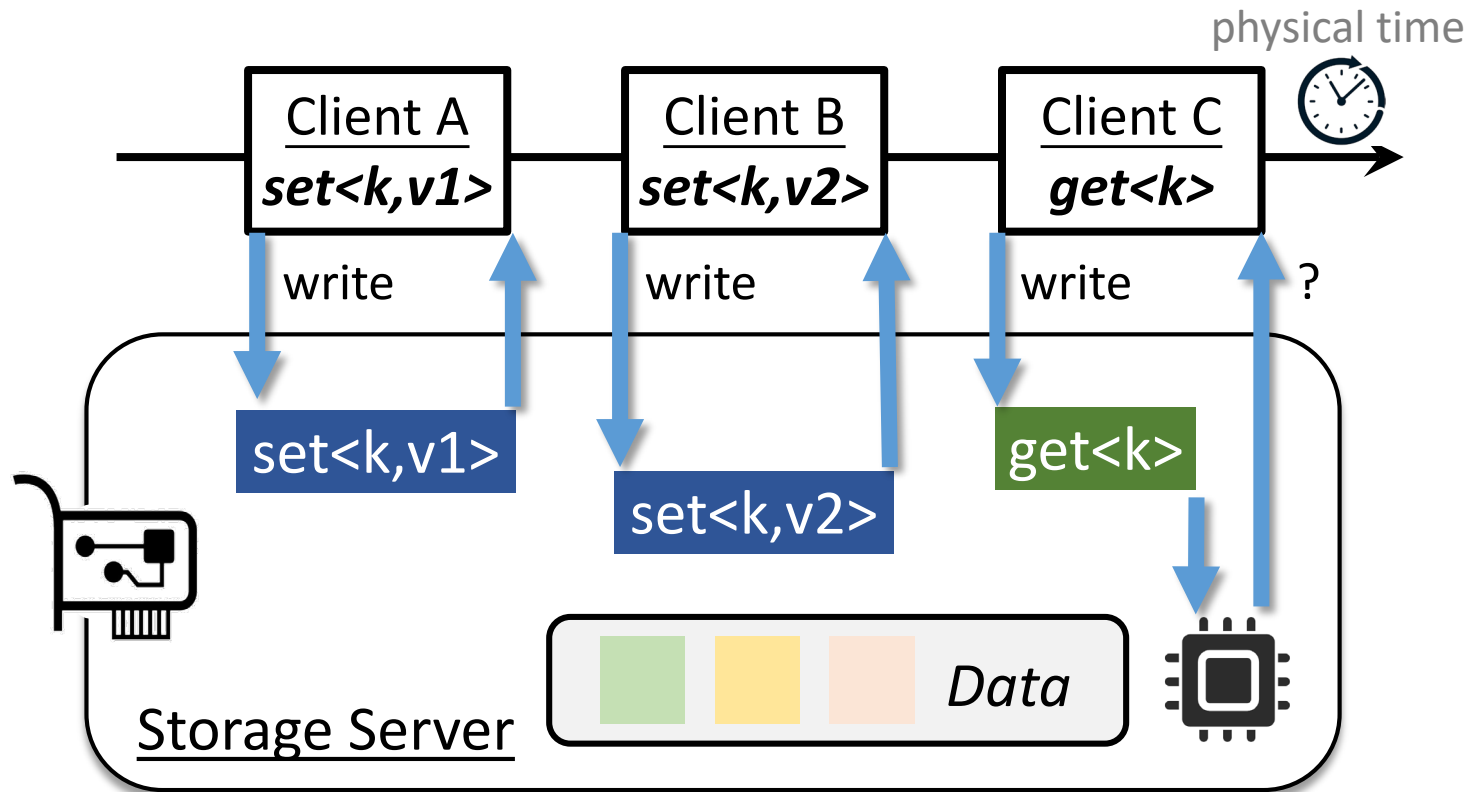 physical time
Client A
set<k,v1>
Client B
set<k,v2>
Client C
get<k>
write
write
write
?
set<k,v1>
set<k,v2>
get<k>
Data
Storage Server